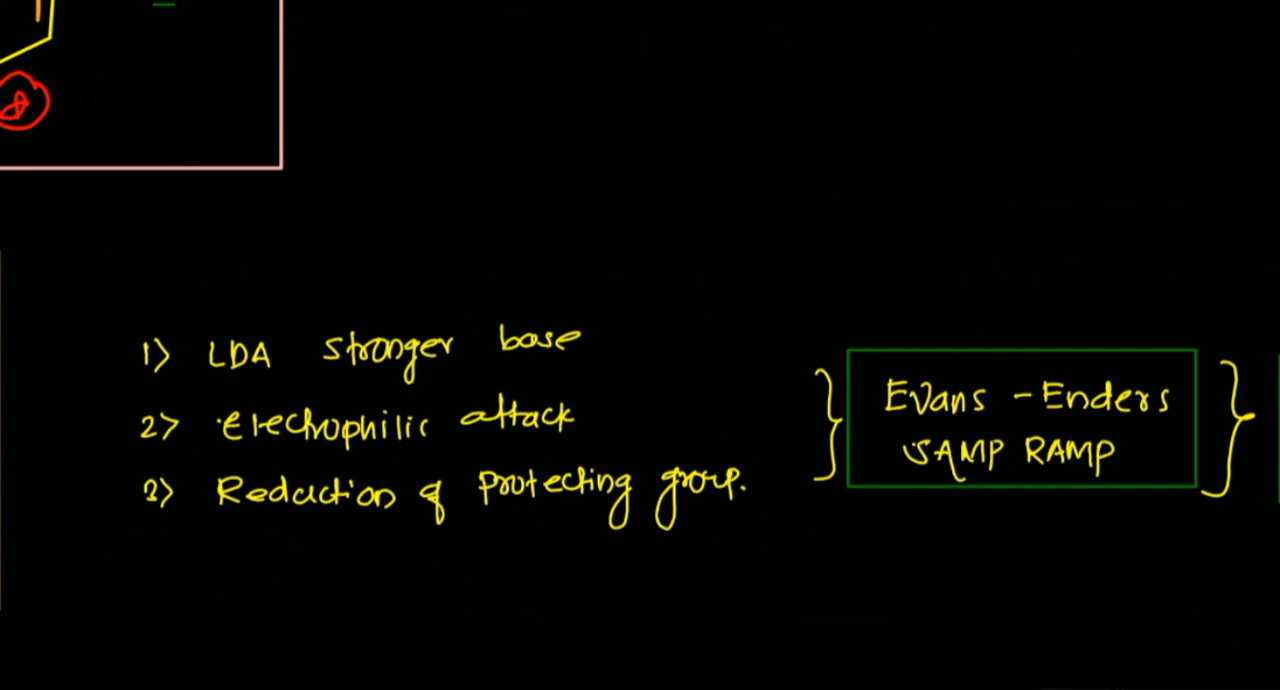 1) LDA stronger base
2) Electrophilic attack
3) Reduction of protecting group.
Evans - Enders
SAMP RAMP